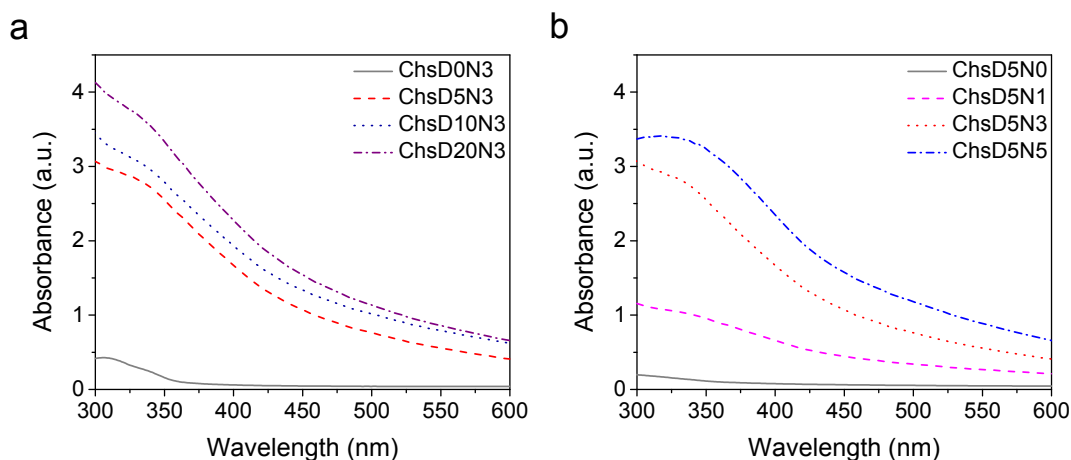 a
ChsD0N3
ChsD5N3
ChsD10N3
ChsD20N3
Absorbance (a.u.)
4
3
2
1
0
300 350 400 450 500 550 600
Wavelength (nm)
b
ChsD5N0
ChsD5N1
ChsD5N3
ChsD5N5
Absorbance (a.u.)
4
3
2
1
0
300 350 400 450 500 550 600
Wavelength (nm)